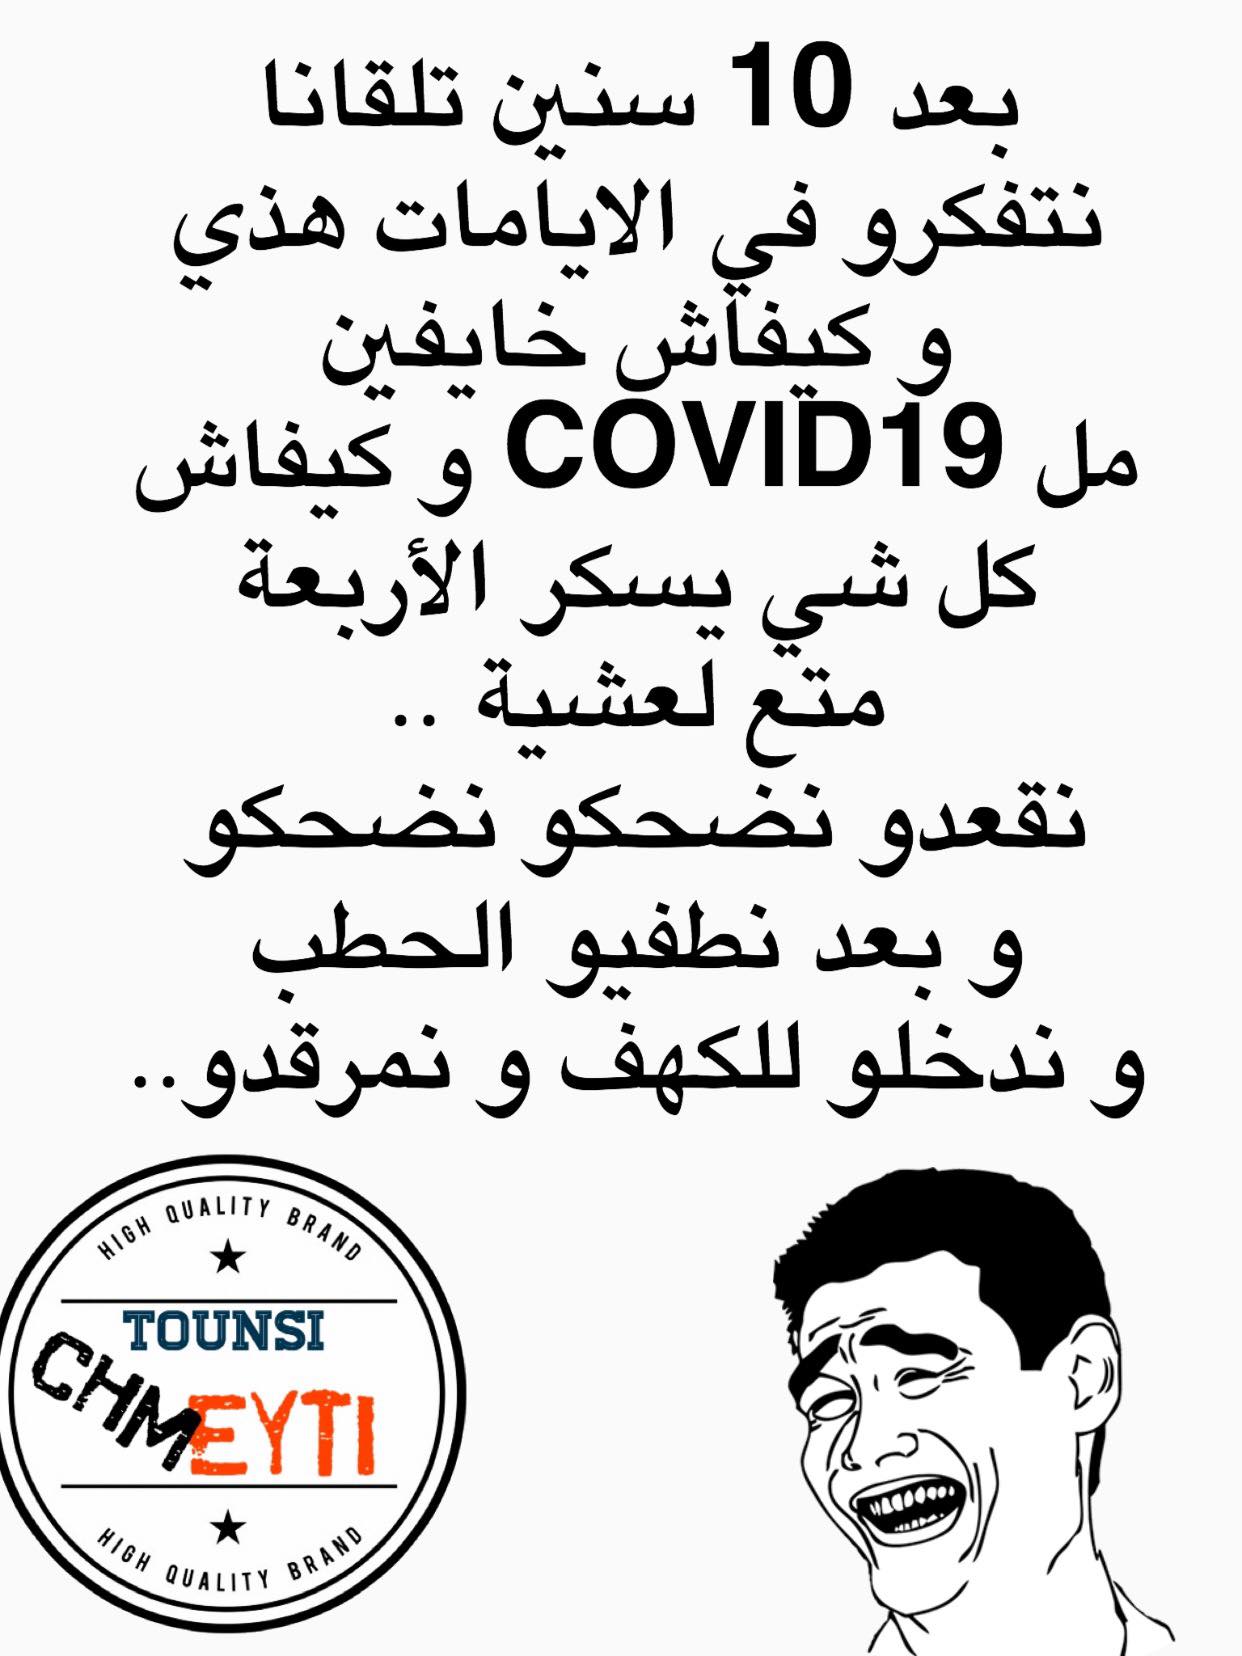 بعد 10 سنين تلقانا
نتفكرو في الايامات هذي
و كيفاش خايفين
مل COVID19 و كيفاش
كل شي يسكر الأربعة
متع لعشية ..
نقعدو نضحكو نضحكو
و بعد نطفيو الحطب
و ندخلو للكهف و نمرقدو..
HIGH QUALITY BRAND
TOUNSI
CHMEYTI
HIGH QUALITY BRAND